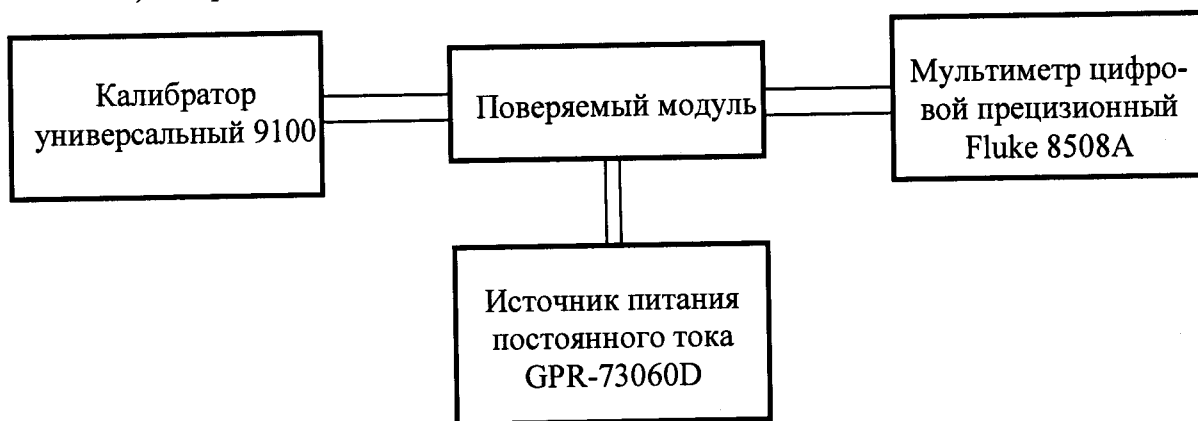 Калибратор
универсальный 9100
Поверяемый модуль
Мультиметр цифро-
вой прецизионный
Fluke 8508A
Источник питания
постоянного тока
GPR-73060D